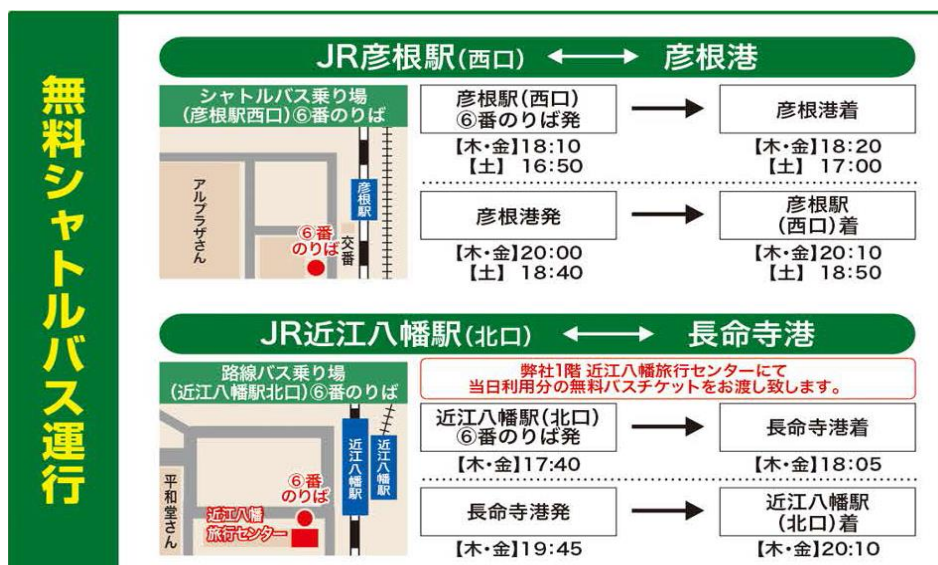 無料シャトルバス運行
JR彦根駅(西口) ⟷ 彦根港
シャトルバス乗り場
(彦根駅西口)⑥番のりば
アルプラザさん
彦根駅
⑥番
のりば
交番
彦根駅(西口)
⑥番のりば発
彦根港着
【木・金】18:10
【土】 16:50
【木・金】18:20
【土】 17:00
彦根港発
彦根駅
(西口)着
【木・金】20:00
【土】 18:40
【木・金】20:10
【土】 18:50
JR近江八幡駅(北口) ⟷ 長命寺港
路線バス乗り場
(近江八幡駅北口)⑥番のりば
平和堂さん
近江八幡駅
近江八幡駅
⑥番
のりば
近江八幡
旅行センター
弊社1階 近江八幡旅行センターにて
当日利用分の無料バスチケットをお渡し致します。
近江八幡駅(北口)
⑥番のりば発
長命寺港着
【木・金】17:40
【木・金】18:05
長命寺港発
近江八幡駅
(北口)着
【木・金】19:45
【木・金】20:10